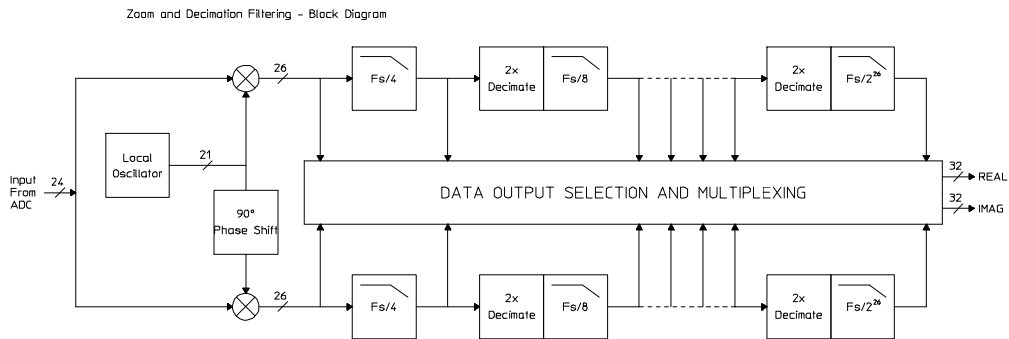 Zoom and Decimation Filtering - Block Diagram
26
Fs/4
2x
Decimate
Fs/8
2x
Decimate
Fs/2²⁶
Local
Oscillator
21
Input
From
ADC
24
90°
Phase Shift
DATA OUTPUT SELECTION AND MULTIPLEXING
32
REAL
32
IMAG
26
Fs/4
2x
Decimate
Fs/8
2x
Decimate
Fs/2²⁶